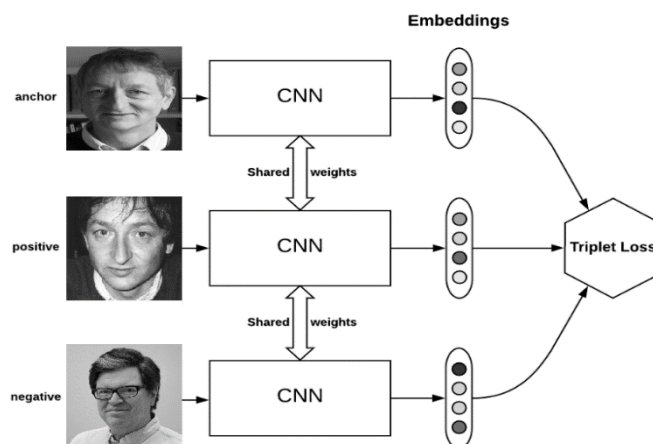 Embeddings
anchor
CNN
Shared weights
positive
CNN
Triplet Loss
Shared weights
negative
CNN